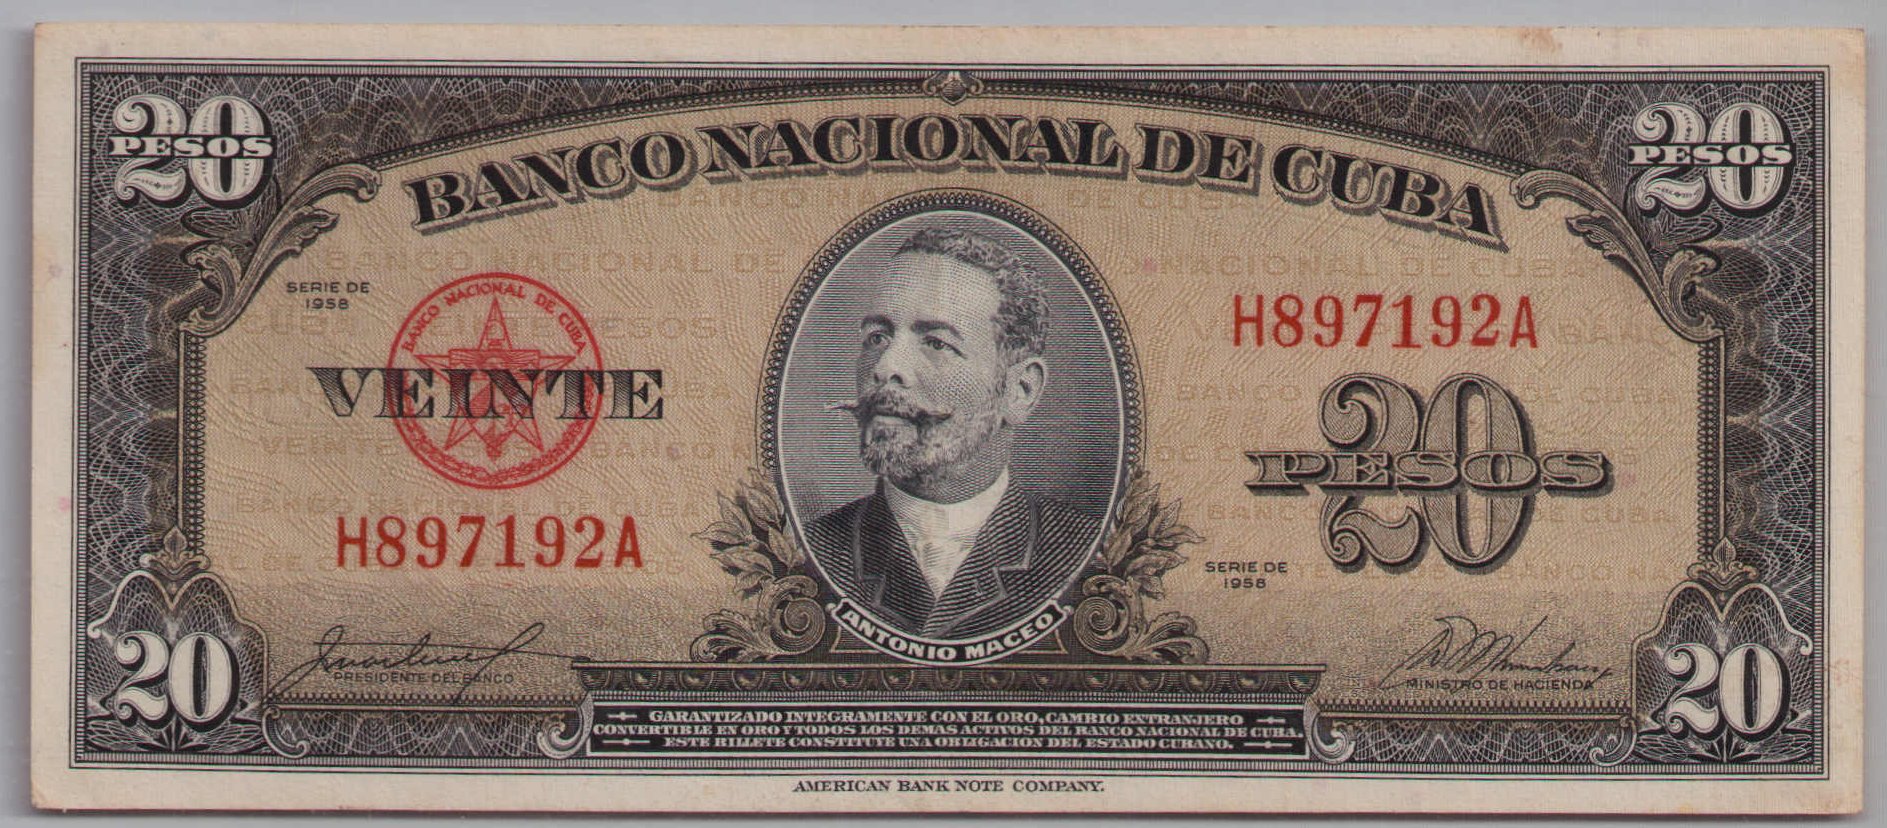 20
PESOS
BANCO NACIONAL DE CUBA
20
PESOS
SERIE DE
1958
BANCO NACIONAL DE CUBA
VEINTE
H897192A
H897192A
20
PESOS
SERIE DE
1958
ANTONIO MACEO
PRESIDENTE DEL BANCO
MINISTRO DE HACIENDA
20
20
GARANTIZADO INTEGRAMENTE CON EL ORO, CAMBIO EXTRANJERO
CONVERTIBLE EN ORO Y TODOS LOS DEMAS ACTIVOS DEL BANCO NACIONAL DE CUBA.
ESTE BILLETE CONSTITUYE UNA OBLIGACION DEL ESTADO CUBANO.
AMERICAN BANK NOTE COMPANY.